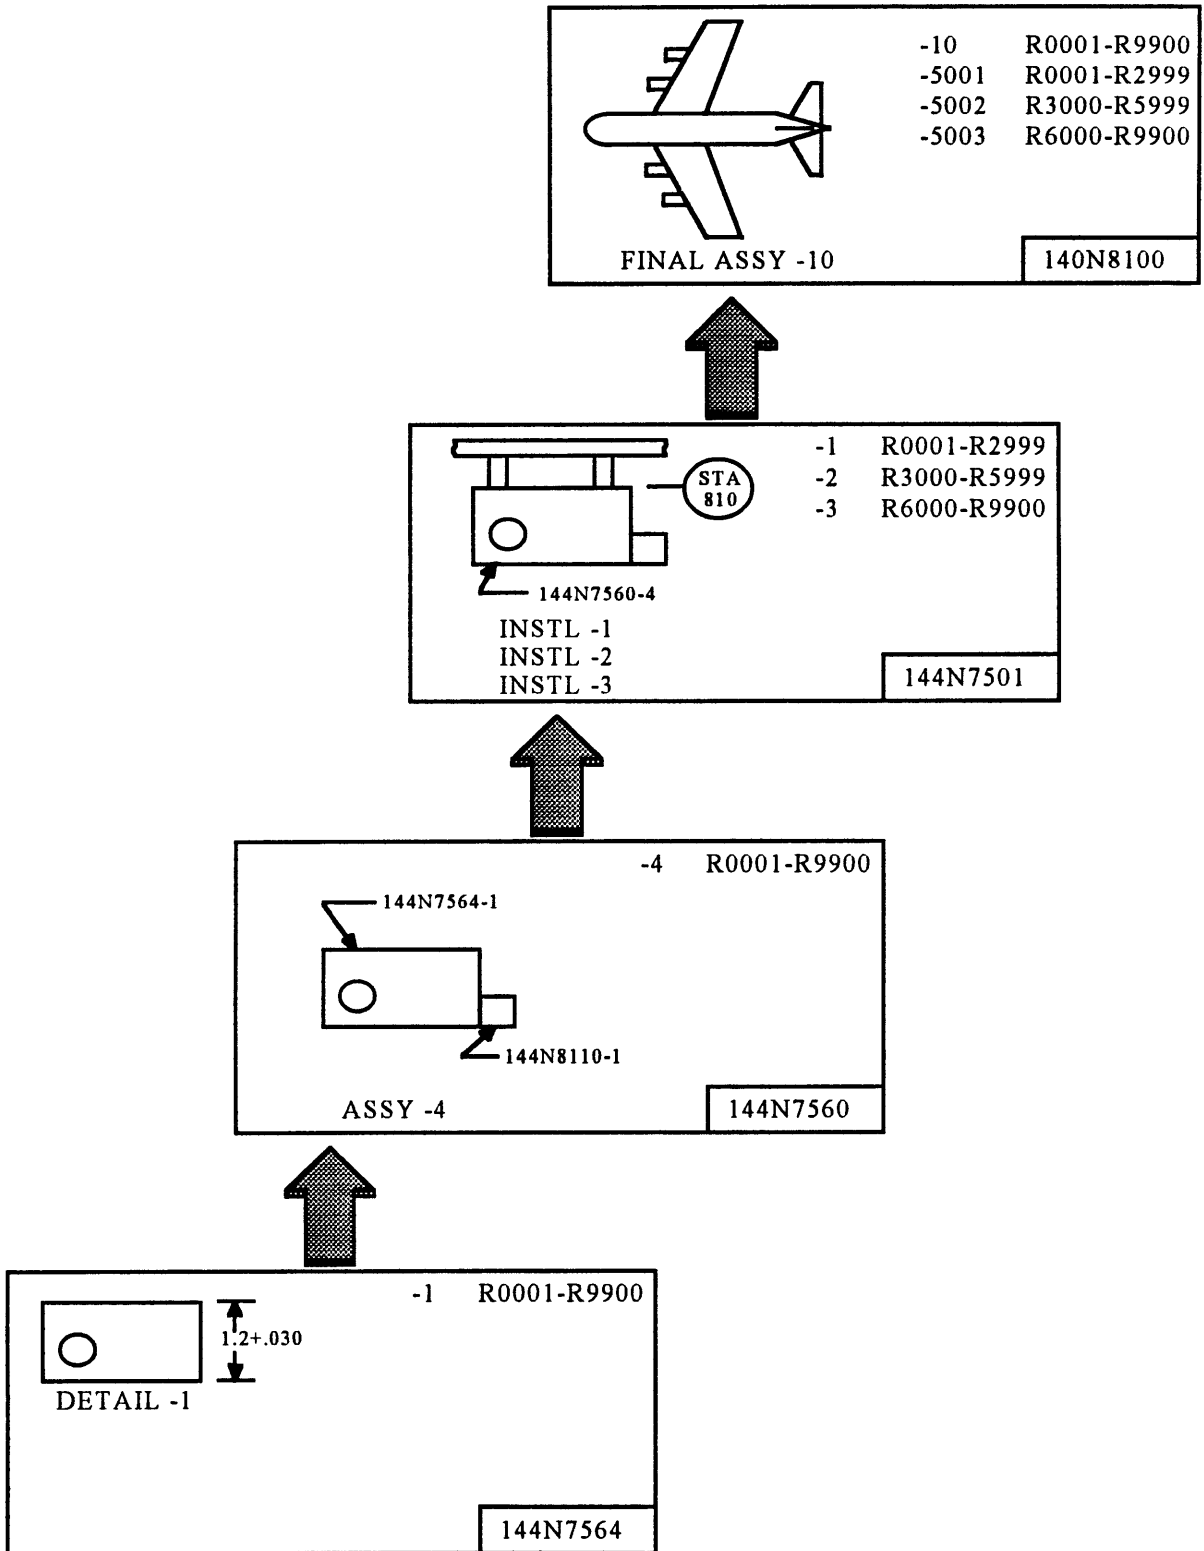 -10 R0001-R9900
-5001 R0001-R2999
-5002 R3000-R5999
-5003 R6000-R9900
FINAL ASSY -10
140N8100
-1 R0001-R2999
-2 R3000-R5999
-3 R6000-R9900
STA
810
144N7560-4
INSTL -1
INSTL -2
INSTL -3
144N7501
-4 R0001-R9900
144N7564-1
144N8110-1
ASSY -4
144N7560
-1 R0001-R9900
1.2+.030
DETAIL -1
144N7564